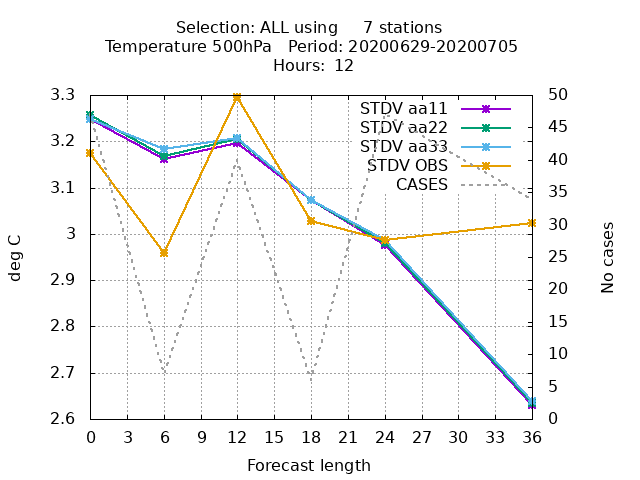 Selection: ALL using     7 stations
Temperature 500hPa   Period: 20200629-20200705
Hours:  12
3.3
3.2
3.1
3
2.9
2.8
2.7
2.6
deg C
STDV aa11
STDV aa22
STDV aa33
STDV OBS
CASES
50
45
40
35
30
25
20
15
10
5
0
No cases
0 3 6 9 12 15 18 21 24 27 30 33 36
Forecast length